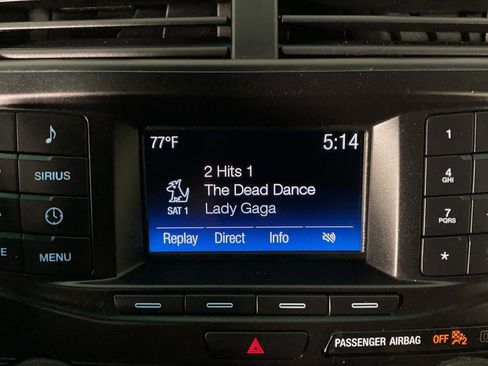 77°F 5:14
2 Hits 1
The Dead Dance
SAT 1 Lady Gaga
Replay Direct Info
SIRIUS
MENU
1
4
GHI
7
PQRS
*
PASSENGER AIRBAG OFF 2